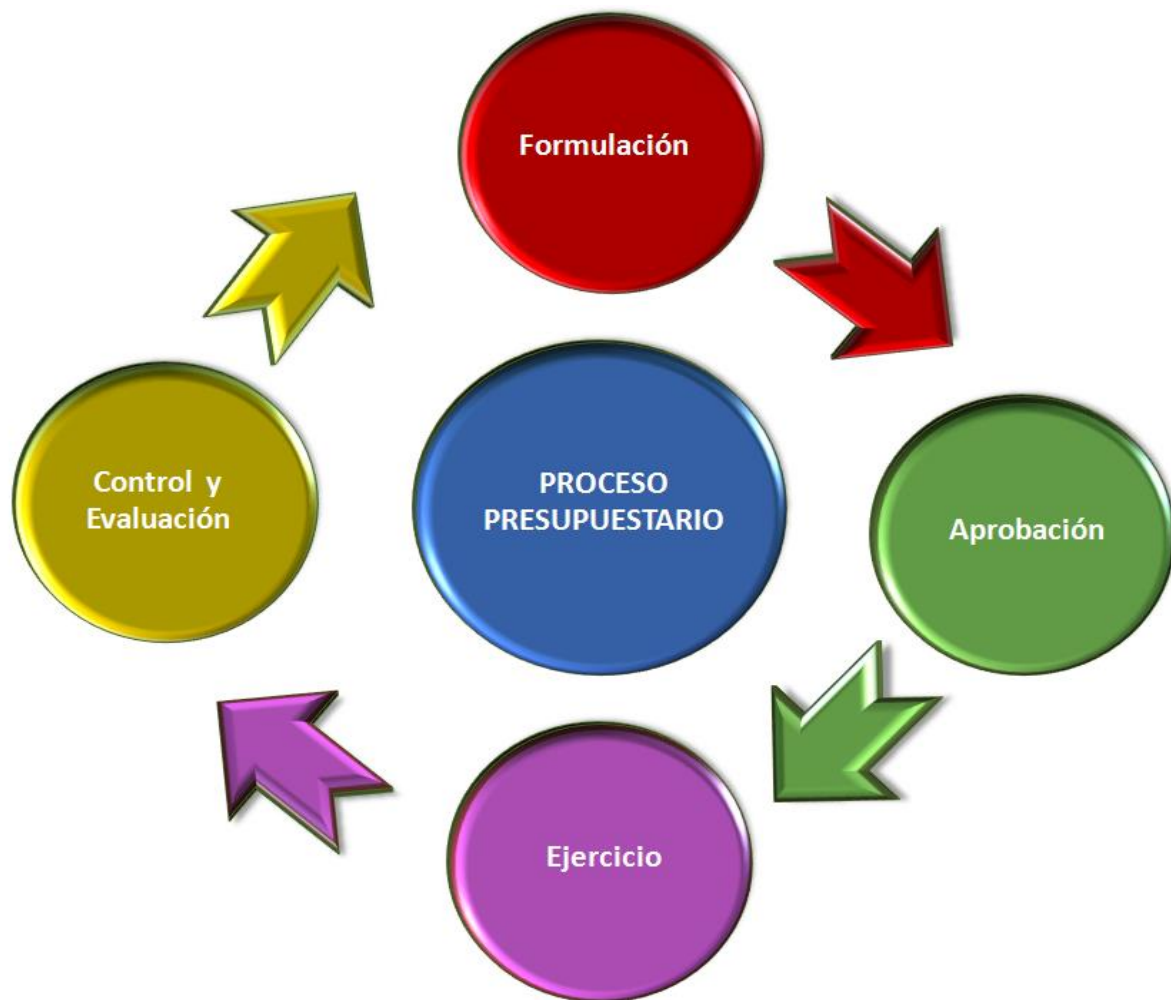 Formulación
Control y
Evaluación
PROCESO
PRESUPUESTARIO
Aprobación
Ejercicio